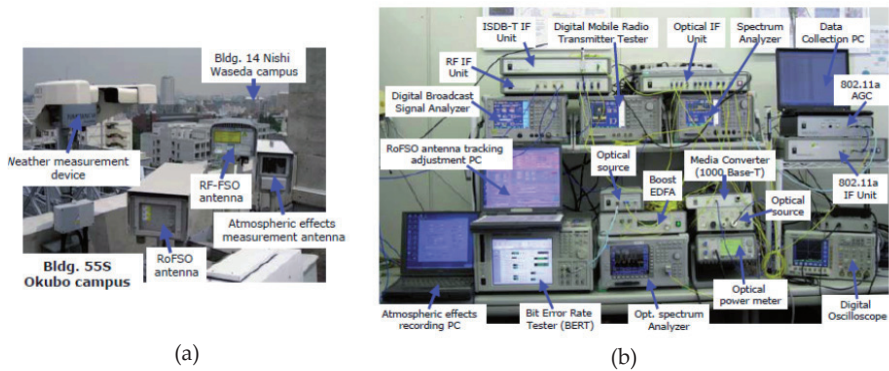 Bldg. 14 Nishi
Waseda campus
Weather measurement
device
RF-FSO
antenna
Atmospheric effects
measurement antenna
RoFSO
antenna
Bldg. 55S
Okubo campus
(a)
ISDB-T IF
Unit
Digital Mobile Radio
Transmitter Tester
Optical IF
Unit
Spectrum
Analyzer
Data
Collection PC
RF IF
Unit
802.11a
AGC
Digital Broadcast
Signal Analyzer
RoFSO antenna tracking
adjustment PC
Optical
source
Media Converter
(1000 Base-T)
Boost
EDFA
Optical
source
802.11a
IF Unit
Optical
power meter
Atmospheric effects
recording PC
Bit Error Rate
Tester (BERT)
Opt. spectrum
Analyzer
Digital
Oscilloscope
(b)